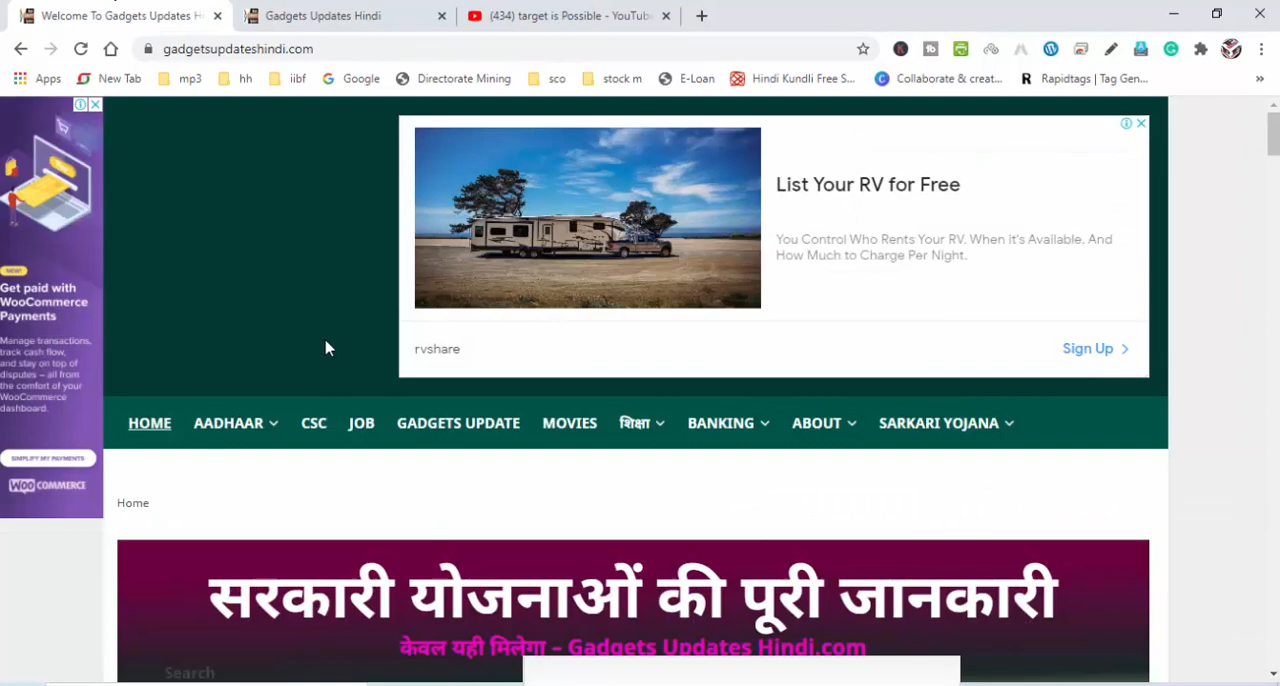 Welcome To Gadgets Updates H
Gadgets Updates Hindi
(434) target is Possible - YouTub
gadgetsupdateshindi.com
Apps
New Tab
mp3
hh
iibf
Google
Directorate Mining
sco
stock m
E-Loan
Hindi Kundli Free S...
Collaborate & creat...
Rapidtags | Tag Gen...
»
NEW!
Get paid with
WooCommerce
Payments
Manage transactions,
track cash flow,
and stay on top of
disputes – all from
the comfort of your
WooCommerce
dashboard.
SIMPLIFY MY PAYMENTS
WOO COMMERCE
List Your RV for Free
You Control Who Rents Your RV, When it's Available, And
How Much to Charge Per Night.
rvshare
Sign Up
HOME AADHAAR CSC JOB GADGETS UPDATE MOVIES शिक्षा BANKING ABOUT SARKARI YOJANA
Home
सरकारी योजनाओं की पूरी जानकारी
केवल यही मिलेगा – Gadgets Updates Hindi.com
Search